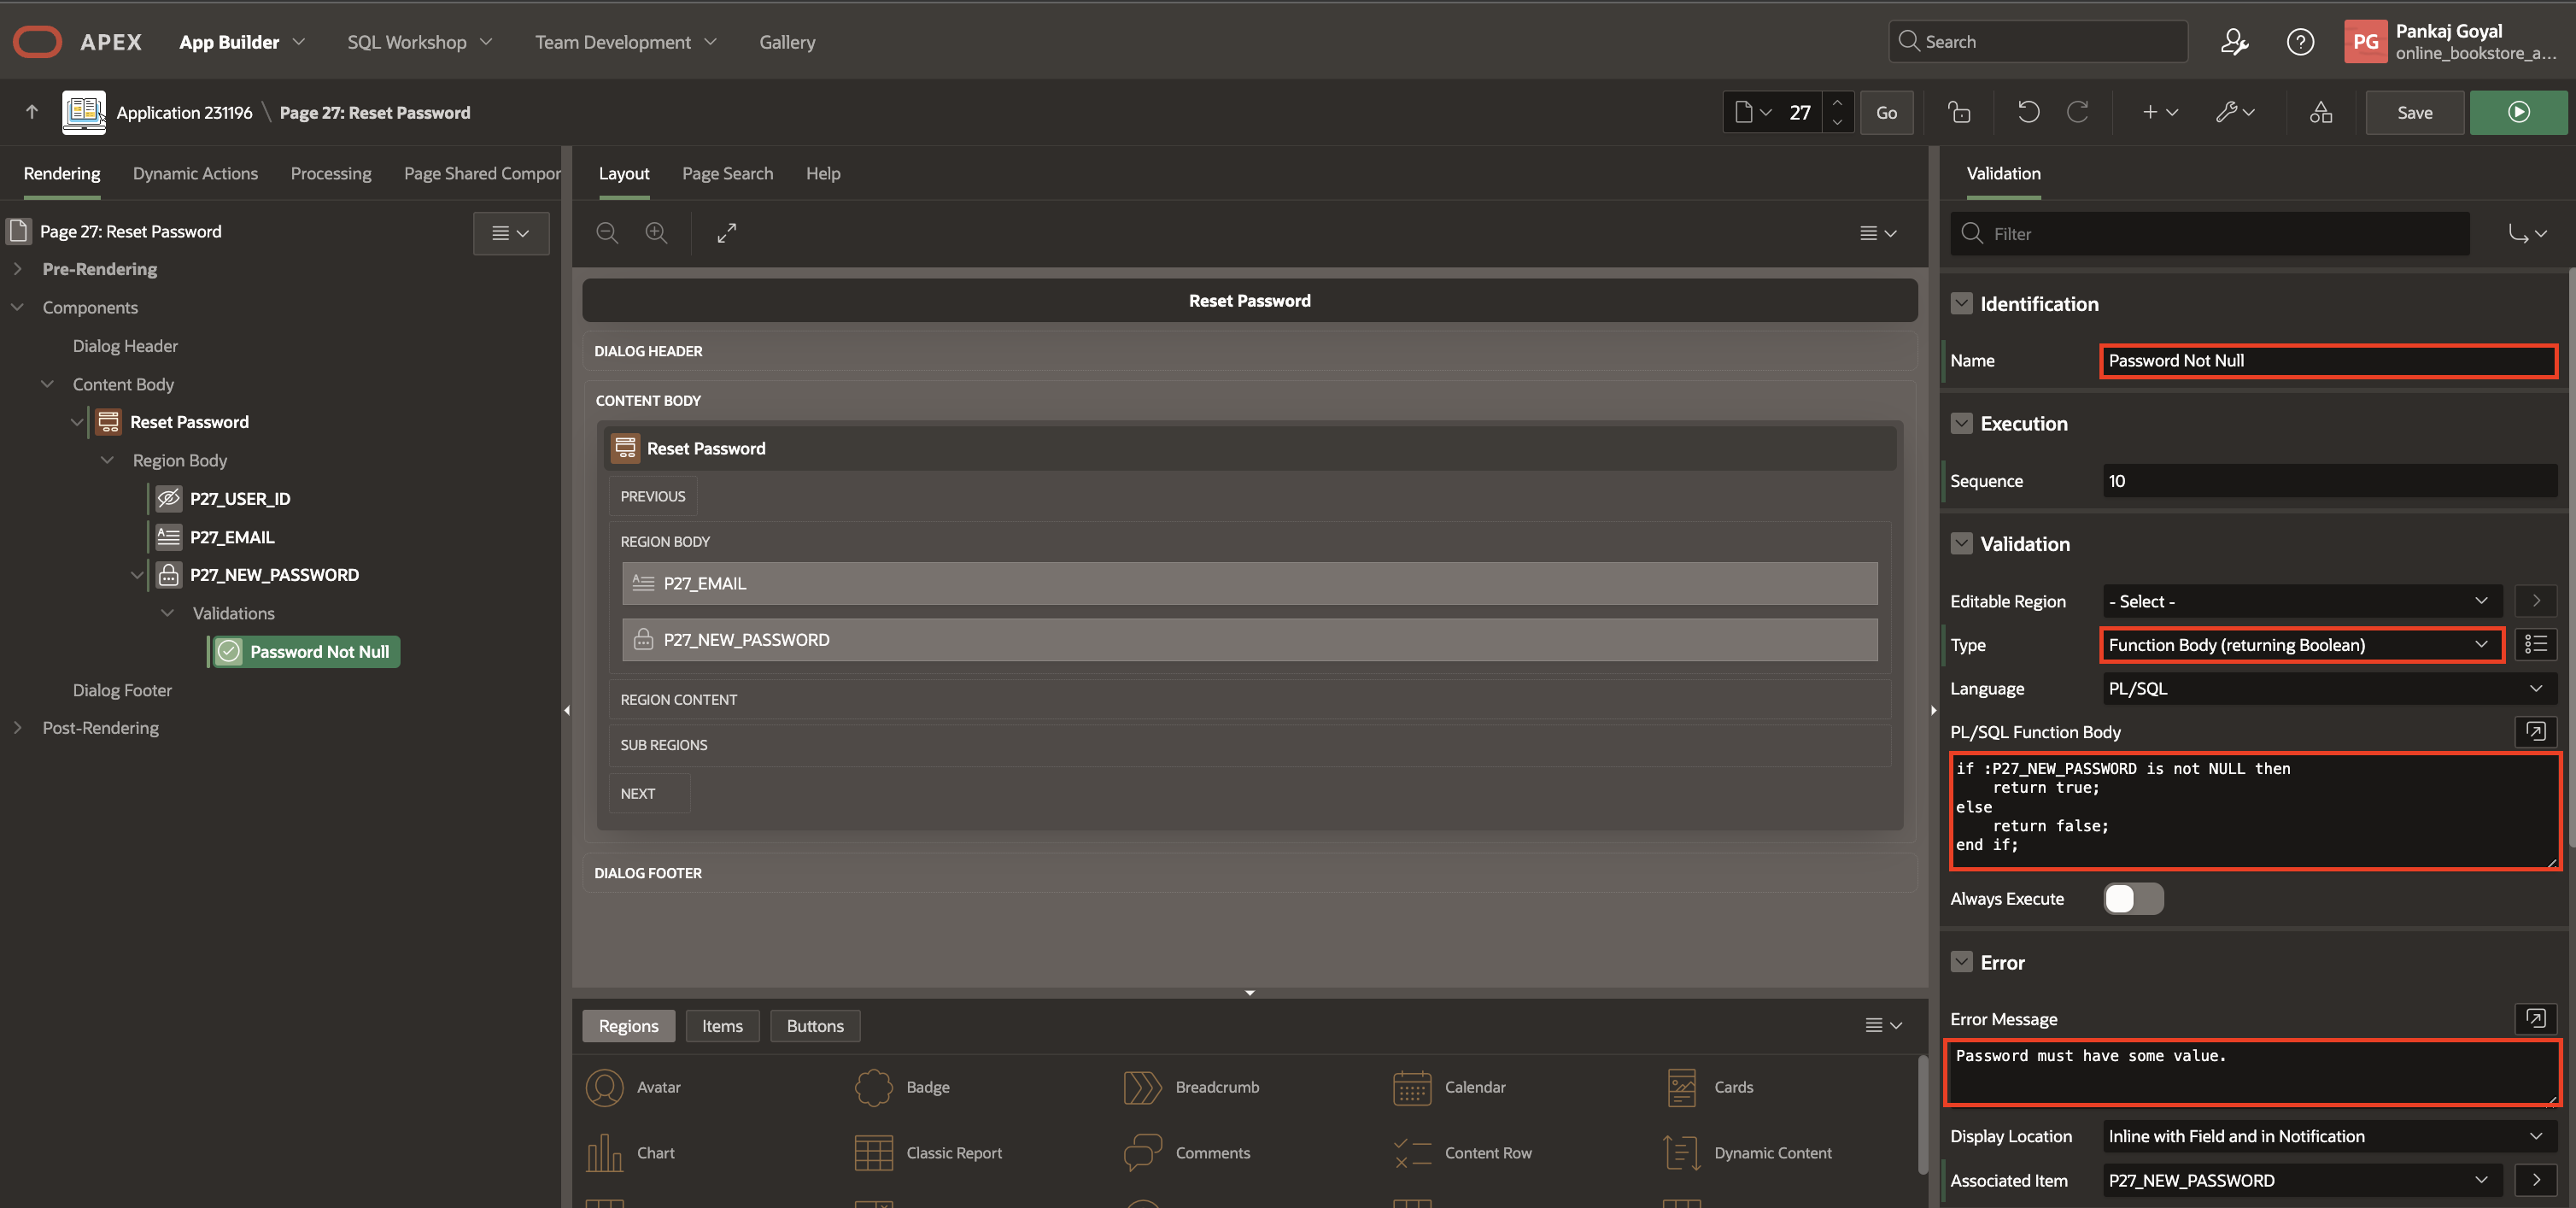 APEX App Builder SQL Workshop Team Development Gallery Search PG Pankaj Goyal
online_bookstore_a...
Application 231196 \ Page 27: Reset Password 27 Go Save
Rendering Dynamic Actions Processing Page Shared Compor
Page 27: Reset Password
Pre-Rendering
Components
Dialog Header
Content Body
Reset Password
Region Body
P27_USER_ID
P27_EMAIL
P27_NEW_PASSWORD
Validations
Password Not Null
Dialog Footer
Post-Rendering
Layout Page Search Help
Reset Password
DIALOG HEADER
CONTENT BODY
Reset Password
PREVIOUS
REGION BODY
P27_EMAIL
P27_NEW_PASSWORD
REGION CONTENT
SUB REGIONS
NEXT
DIALOG FOOTER
Regions Items Buttons
Avatar Badge Breadcrumb Calendar Cards
Chart Classic Report Comments Content Row Dynamic Content
Validation
Filter
Identification
Name Password Not Null
Execution
Sequence 10
Validation
Editable Region - Select -
Type Function Body (returning Boolean)
Language PL/SQL
PL/SQL Function Body
if :P27_NEW_PASSWORD is not NULL then
return true;
else
return false;
end if;
Always Execute
Error
Error Message
Password must have some value.
Display Location Inline with Field and in Notification
Associated Item P27_NEW_PASSWORD